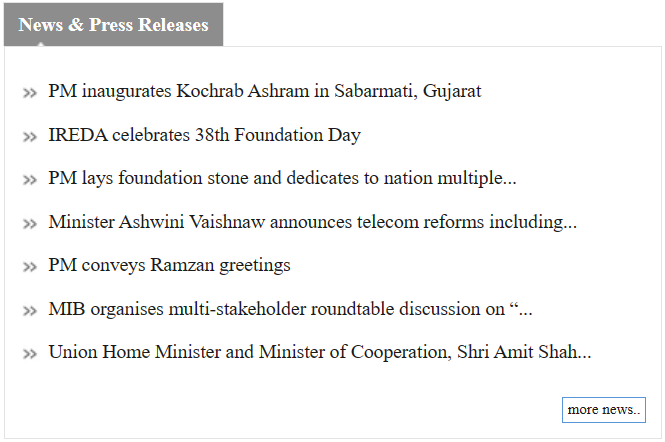 News & Press Releases
PM inaugurates Kochrab Ashram in Sabarmati, Gujarat
IREDA celebrates 38th Foundation Day
PM lays foundation stone and dedicates to nation multiple...
Minister Ashwini Vaishnaw announces telecom reforms including...
PM conveys Ramzan greetings
MIB organises multi-stakeholder roundtable discussion on “...
Union Home Minister and Minister of Cooperation, Shri Amit Shah...
more news..